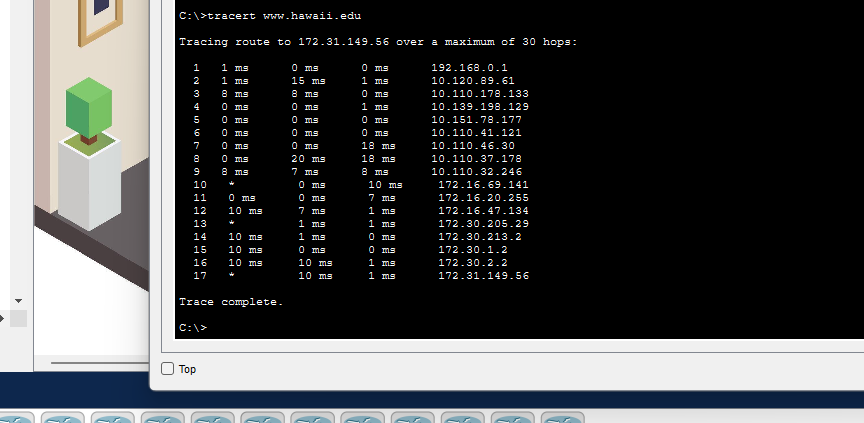 C:\>tracert www.hawaii.edu
Tracing route to 172.31.149.56 over a maximum of 30 hops:
1 1 ms 0 ms 0 ms 192.168.0.1
2 1 ms 15 ms 1 ms 10.120.89.61
3 8 ms 8 ms 0 ms 10.110.178.133
4 0 ms 0 ms 1 ms 10.139.198.129
5 0 ms 0 ms 0 ms 10.151.78.177
6 0 ms 0 ms 0 ms 10.110.41.121
7 0 ms 0 ms 18 ms 10.110.46.30
8 0 ms 20 ms 18 ms 10.110.37.178
9 8 ms 7 ms 8 ms 10.110.32.246
10 * 0 ms 10 ms 172.16.69.141
11 0 ms 0 ms 7 ms 172.16.20.255
12 10 ms 7 ms 1 ms 172.16.47.134
13 * 1 ms 1 ms 172.30.205.29
14 10 ms 1 ms 0 ms 172.30.213.2
15 10 ms 0 ms 0 ms 172.30.1.2
16 10 ms 10 ms 1 ms 172.30.2.2
17 * 10 ms 1 ms 172.31.149.56
Trace complete.
C:\>
Top